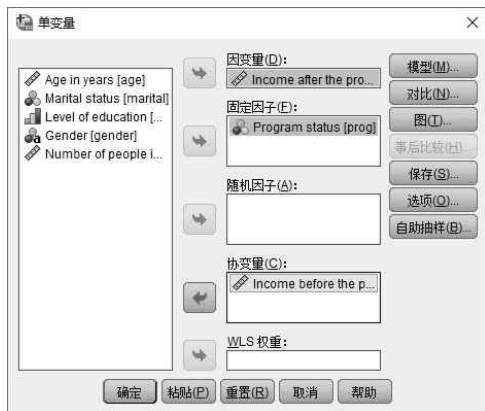 单变量
Age in years [age]
Marital status [marital]
Level of education [...
Gender [gender]
Number of people i...
因变量(D):
Income after the pro...
固定因子(F):
Program status [prog]
随机因子(A):
协变量(C):
Income before the p...
WLS 权重:
模型(M)...
对比(N)...
图(T)...
事后比较(H)...
保存(S)...
选项(O)...
自助抽样(B)...
确定
粘贴(P)
重置(R)
取消
帮助